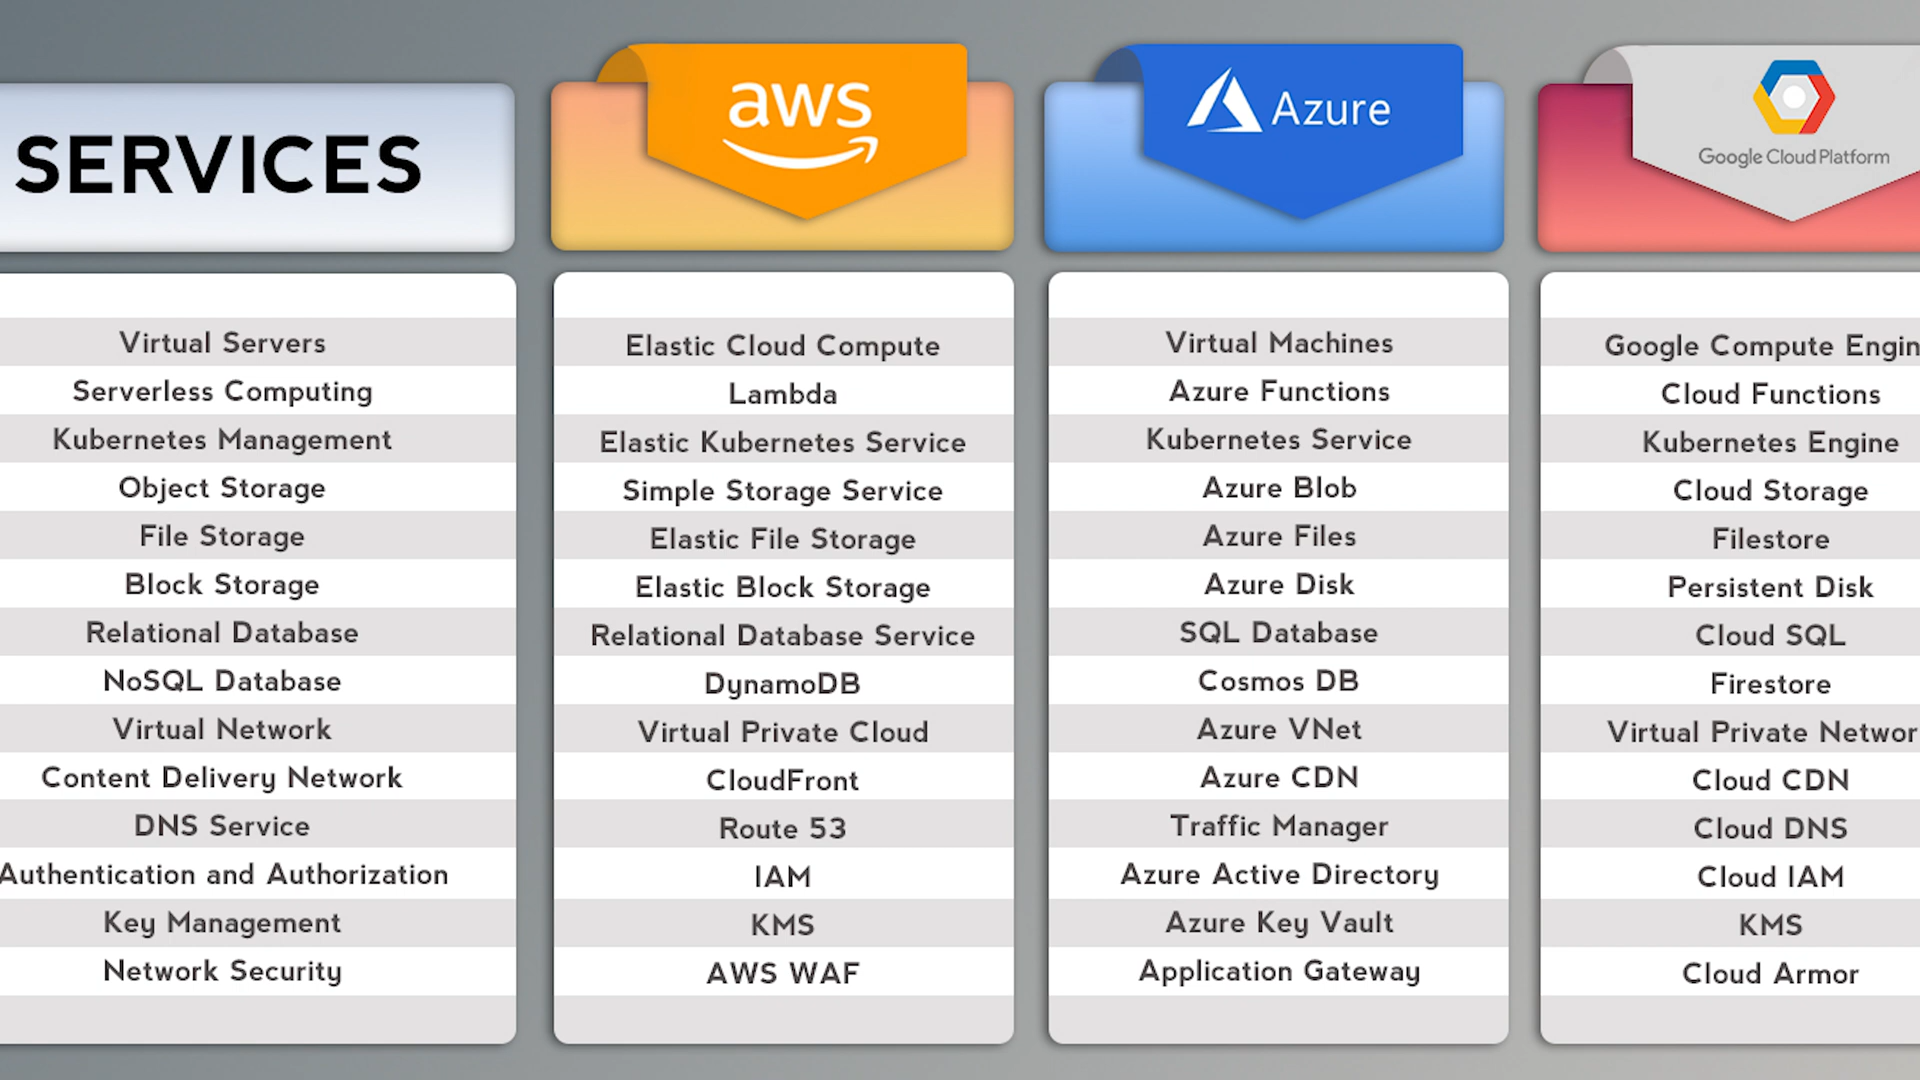 SERVICES
aws
Azure
Google Cloud Platform
Virtual Servers
Elastic Cloud Compute
Virtual Machines
Google Compute Engin
Serverless Computing
Lambda
Azure Functions
Cloud Functions
Kubernetes Management
Elastic Kubernetes Service
Kubernetes Service
Kubernetes Engine
Object Storage
Simple Storage Service
Azure Blob
Cloud Storage
File Storage
Elastic File Storage
Azure Files
Filestore
Block Storage
Elastic Block Storage
Azure Disk
Persistent Disk
Relational Database
Relational Database Service
SQL Database
Cloud SQL
NoSQL Database
DynamoDB
Cosmos DB
Firestore
Virtual Network
Virtual Private Cloud
Azure VNet
Virtual Private Networ
Content Delivery Network
CloudFront
Azure CDN
Cloud CDN
DNS Service
Route 53
Traffic Manager
Cloud DNS
Authentication and Authorization
IAM
Azure Active Directory
Cloud IAM
Key Management
KMS
Azure Key Vault
KMS
Network Security
AWS WAF
Application Gateway
Cloud Armor